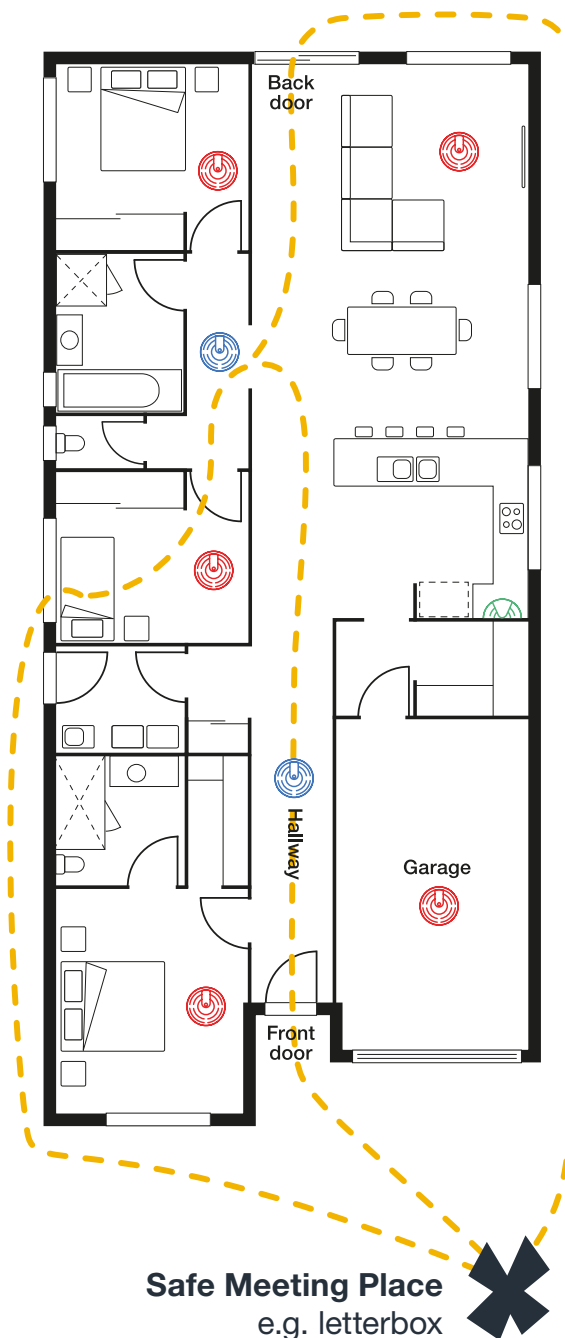 Back
door
Hallway
Garage
Front
door
Safe Meeting Place
e.g. letterbox